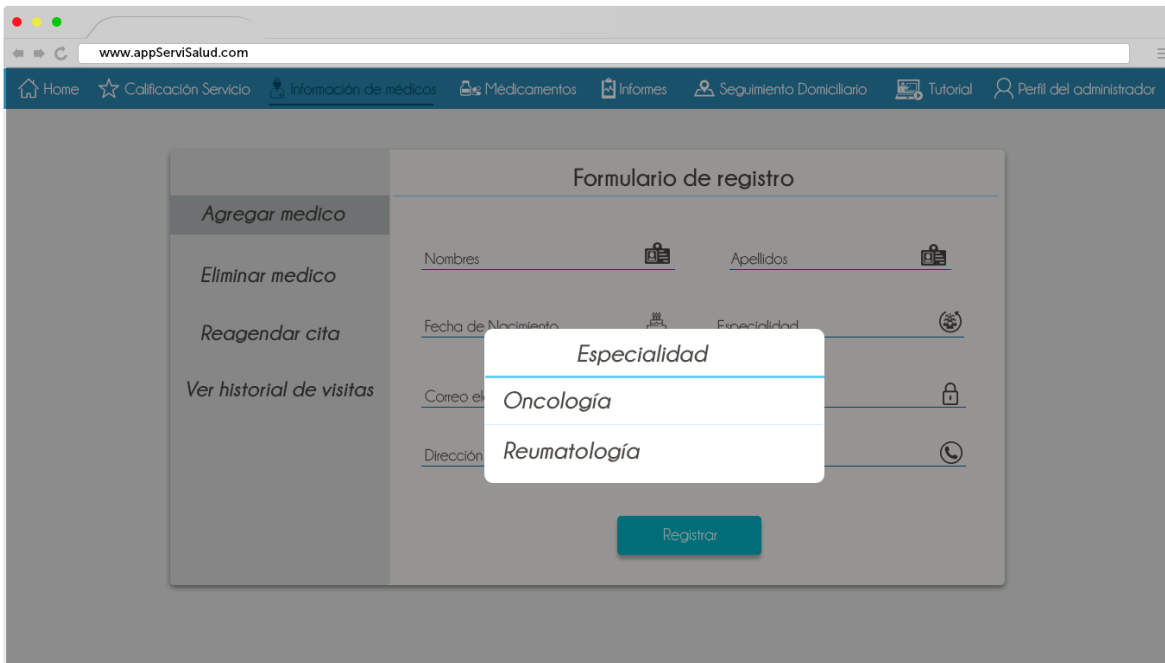 www.appServiSalud.com
Home Calificación Servicio Información de médicos Médicamentos Informes Seguimiento Domiciliario Tutorial Perfil del administrador
Formulario de registro
Agregar medico
Eliminar medico
Reagendar cita
Ver historial de visitas
Nombres Apellidos
Fecha de Nacimiento Especialidad
Correo
Dirección
Especialidad
Oncología
Reumatología
Registrar